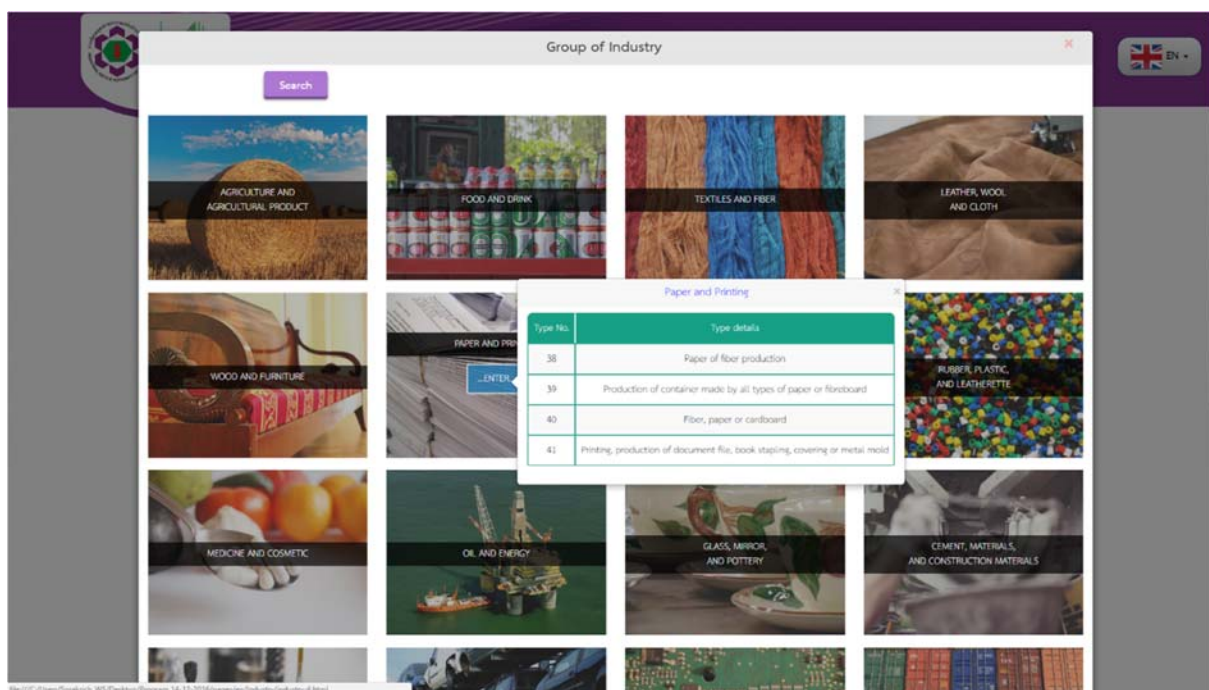 Group of Industry
×
EN
Search
AGRICULTURE AND
AGRICULTURAL PRODUCT
FOOD AND DRINK
TEXTILES AND FIBER
LEATHER, WOOL
AND CLOTH
WOOD AND FURNITURE
PAPER AND PRIN
...ENTER
Paper and Printing
×
Type No. Type details
38 Paper of fiber production
39 Production of container made by all types of paper or fibreboard
40 Fiber, paper or cardboard
41 Printing, production of document file, book stapling, covering or metal mold
RUBBER, PLASTIC,
AND LEATHERETTE
MEDICINE AND COSMETIC
OIL AND ENERGY
GLASS, MIRROR,
AND POTTERY
CEMENT, MATERIALS,
AND CONSTRUCTION MATERIALS